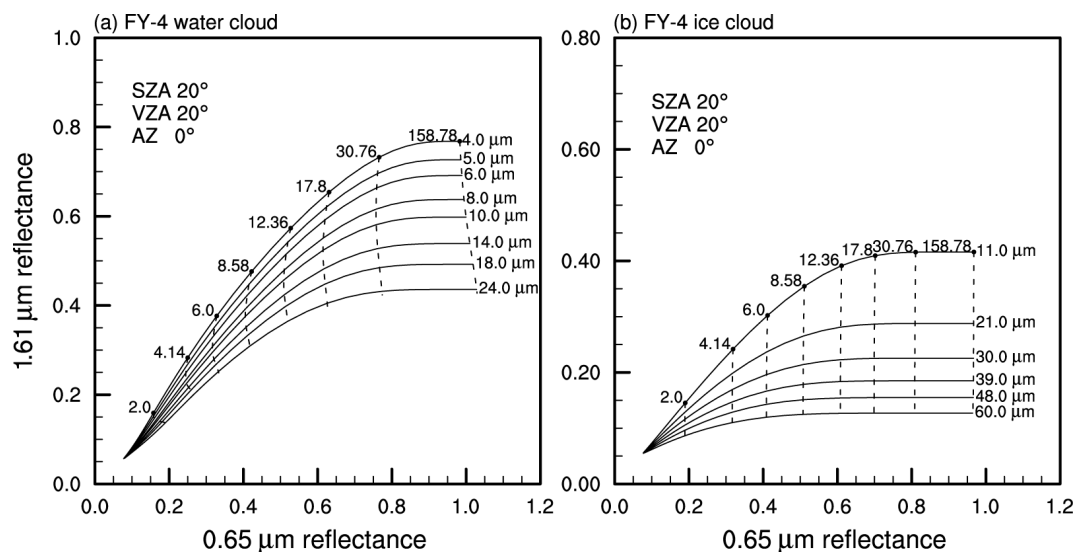 (a) FY-4 water cloud
1.0
0.8
0.6
0.4
0.2
0.0
1.61 µm reflectance
SZA 20°
VZA 20°
AZ 0°
158.78
4.0 µm
30.76
5.0 µm
6.0 µm
17.8
8.0 µm
12.36
10.0 µm
8.58
14.0 µm
18.0 µm
6.0
24.0 µm
4.14
2.0
0.0 0.2 0.4 0.6 0.8 1.0 1.2
0.65 µm reflectance
(b) FY-4 ice cloud
0.80
0.60
0.40
0.20
0.00
SZA 20°
VZA 20°
AZ 0°
12.36 17.8 30.76 158.78 11.0 µm
8.58
6.0
21.0 µm
4.14
30.0 µm
39.0 µm
2.0
48.0 µm
60.0 µm
0.0 0.2 0.4 0.6 0.8 1.0 1.2
0.65 µm reflectance